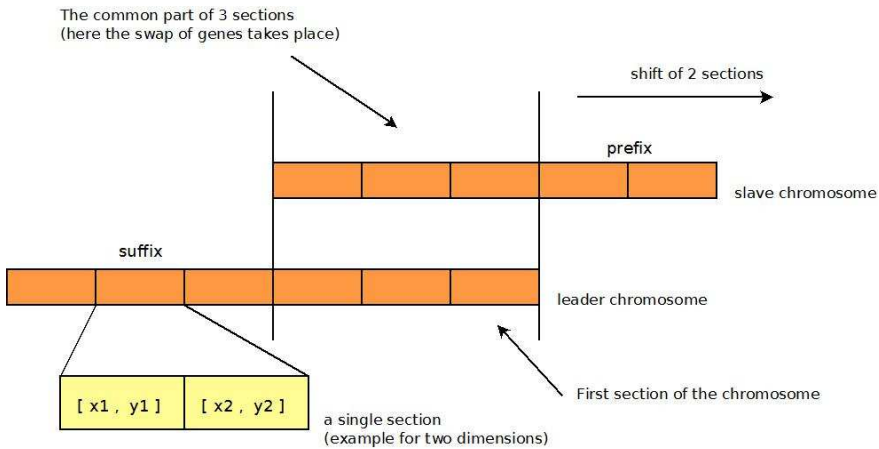 The common part of 3 sections
(here the swap of genes takes place)
shift of 2 sections
prefix
slave chromosome
suffix
leader chromosome
First section of the chromosome
[ x1 , y1 ] [ x2 , y2 ]
a single section
(example for two dimensions)